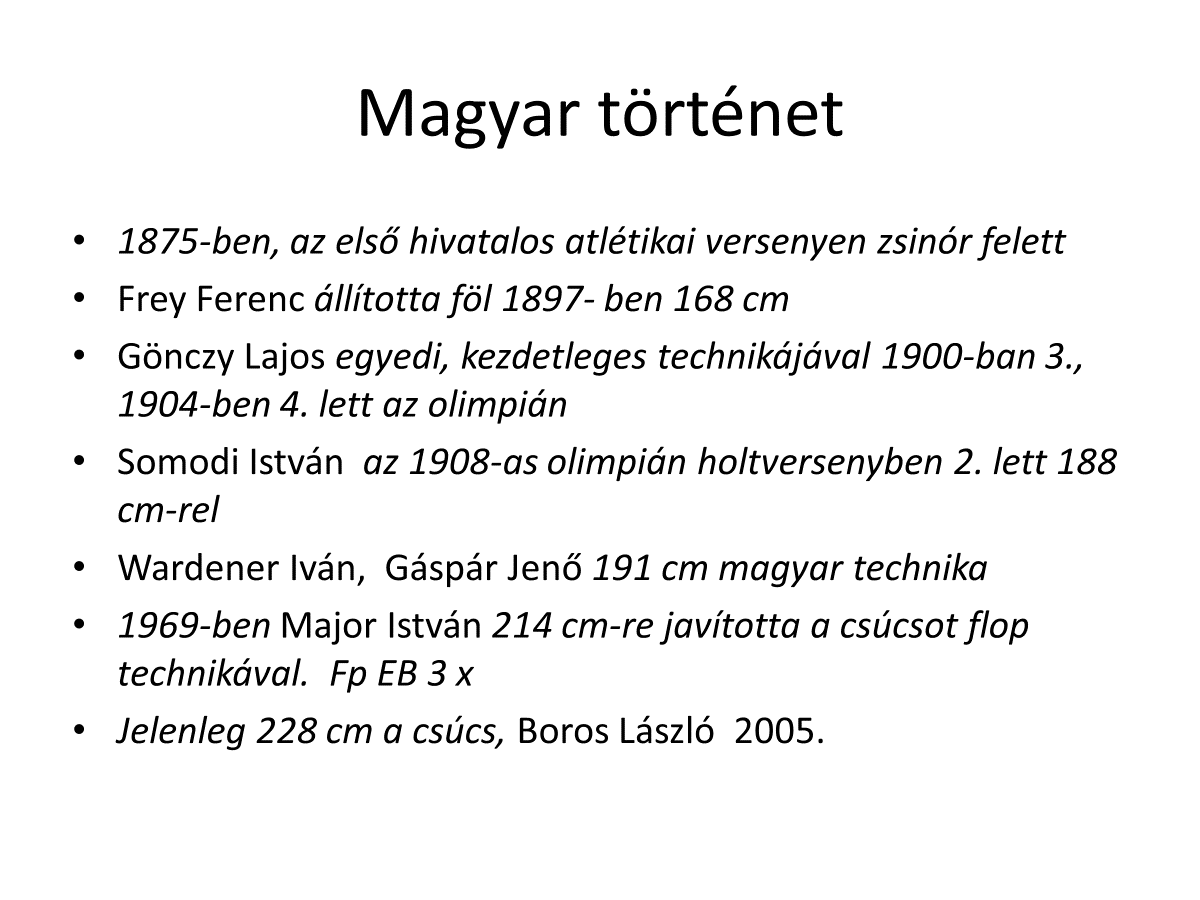 Magyar történet
• 1875-ben, az első hivatalos atlétikai versenyen zsinór felett
• Frey Ferenc állította föl 1897- ben 168 cm
• Gönczy Lajos egyedi, kezdetleges technikájával 1900-ban 3.,
1904-ben 4. lett az olimpián
• Somodi István  az 1908-as olimpián holtversenyben 2. lett 188
cm-rel
• Wardener Iván,  Gáspár Jenő 191 cm magyar technika
• 1969-ben Major István 214 cm-re javította a csúcsot flop
technikával.  Fp EB 3 x
• Jelenleg 228 cm a csúcs, Boros László  2005.